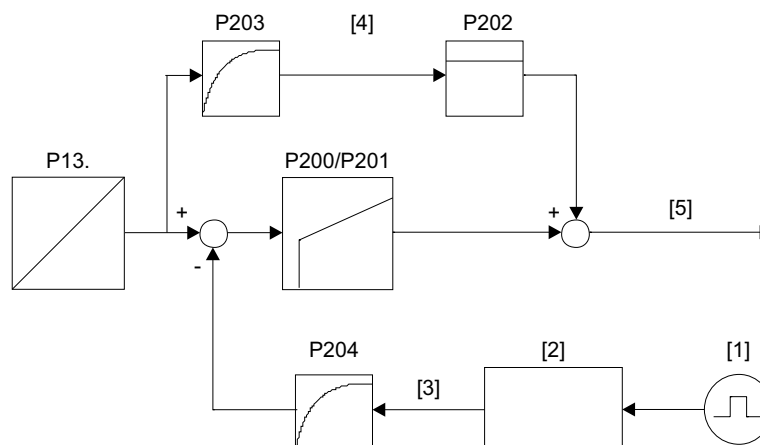 P203
[4]
P202
P13.
P200/P201
+
+
[5]
-
P204
[3]
[2]
[1]